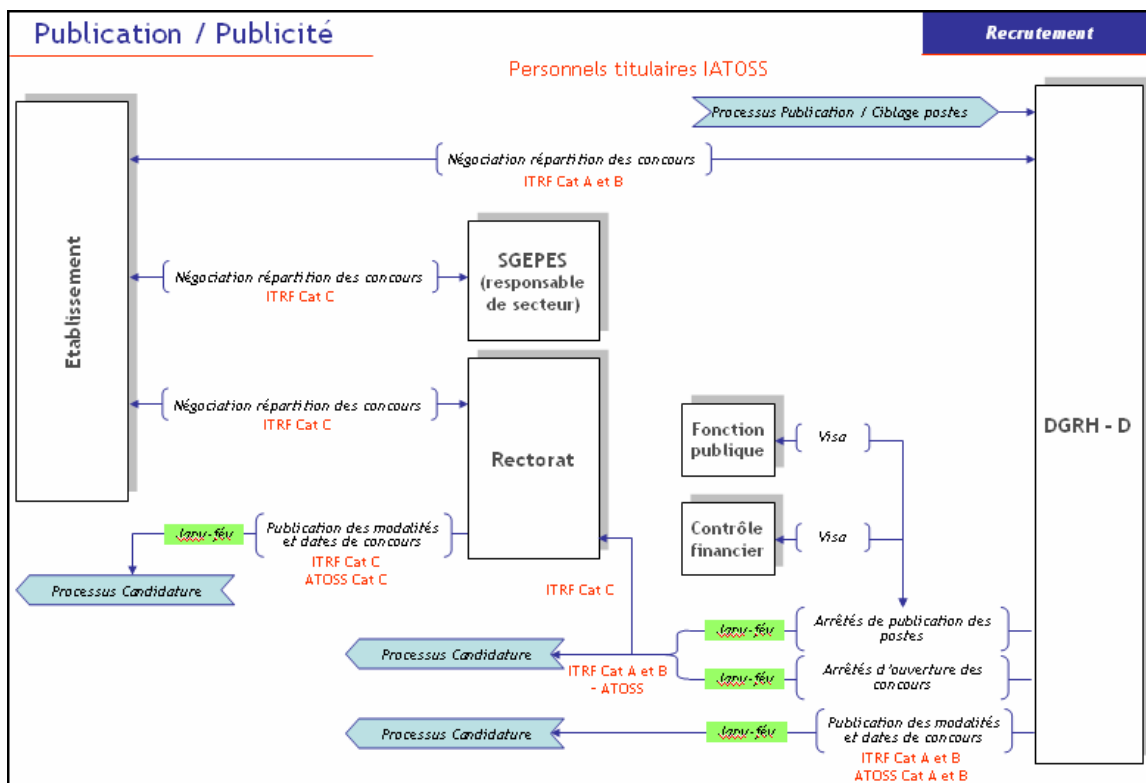 Publication / Publicité
Recrutement
Personnels titulaires IATOSS
Processus Publication / Ciblage postes
Négociation répartition des concours
ITRF Cat A et B
Etablissement
SGEPES
(responsable
de secteur)
Négociation répartition des concours
ITRF Cat C
Négociation répartition des concours
ITRF Cat C
Rectorat
Fonction
publique
Visa
DGRH - D
Contrôle
financier
Visa
Janv-fév
Publication des modalités
et dates de concours
ITRF Cat C
ATOSS Cat C
Processus Candidature
ITRF Cat C
Janv-fév
Arrêtés de publication des
postes
Processus Candidature
ITRF Cat A et B
- ATOSS
Janv-fév
Arrêtés d'ouverture des
concours
Processus Candidature
Janv-fév
Publication des modalités
et dates de concours
ITRF Cat A et B
ATOSS Cat A et B